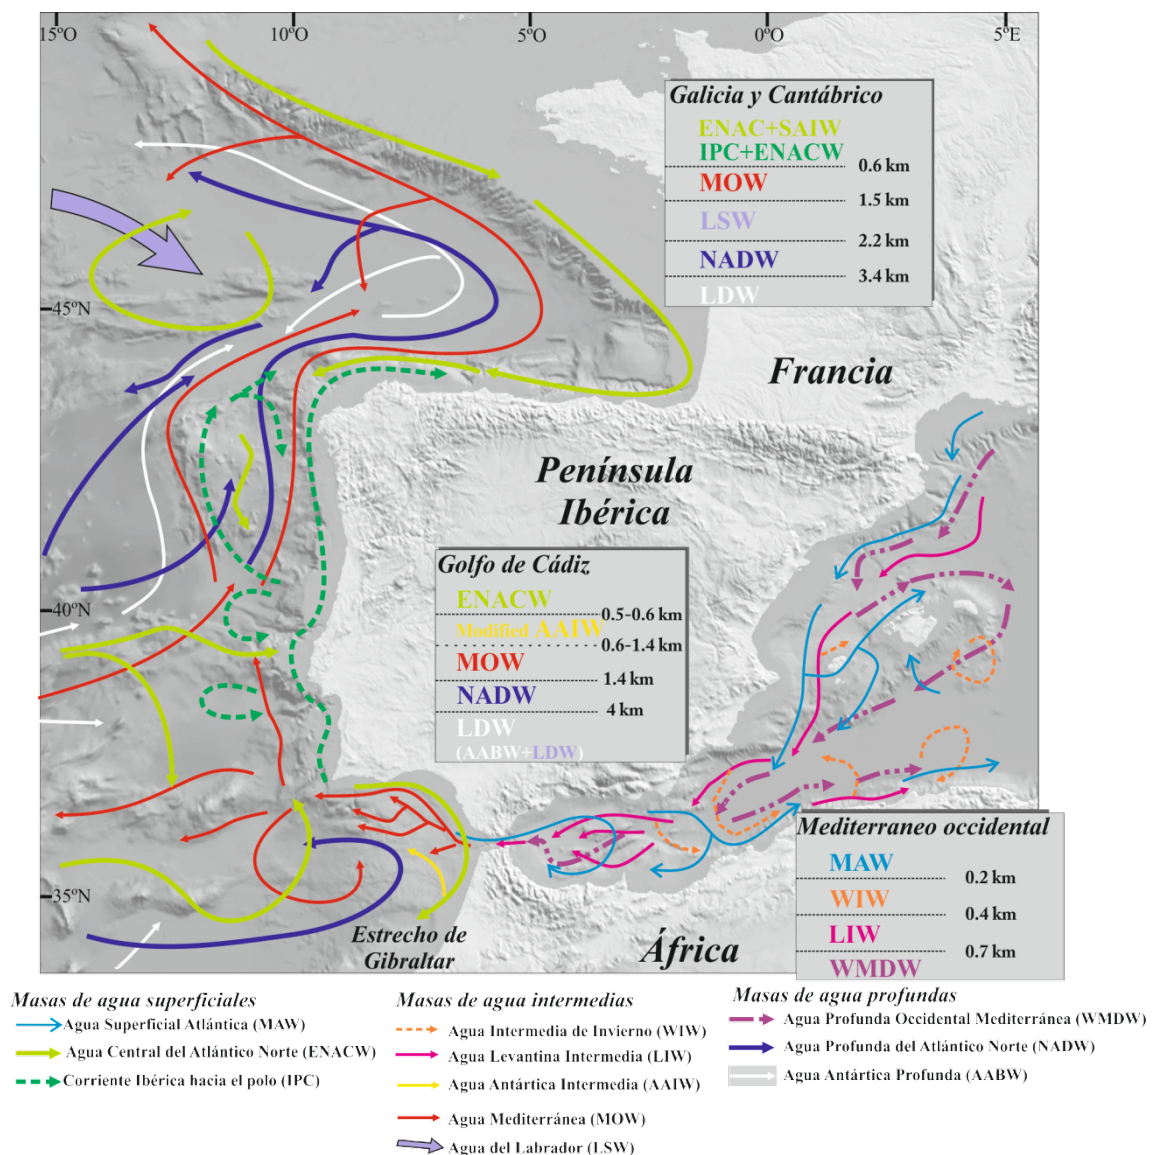 15ºO
10ºO
5ºO
0ºO
5ºE
Galicia y Cantábrico
ENAC+SAIW
IPC+ENACW
0.6 km
MOW
1.5 km
LSW
2.2 km
NADW
3.4 km
LDW
45ºN
Francia
Península
Ibérica
Golfo de Cádiz
ENACW
0.5-0.6 km
Modified AAIW
0.6-1.4 km
MOW
1.4 km
NADW
4 km
LDW
(AABW+LDW)
40ºN
Mediterraneo occidental
MAW
0.2 km
WIW
0.4 km
LIW
0.7 km
WMDW
35ºN
Estrecho de
Gibraltar
África
Masas de agua superficiales
Agua Superficial Atlántica (MAW)
Agua Central del Atlántico Norte (ENACW)
Corriente Ibérica hacia el polo (IPC)
Masas de agua intermedias
Agua Intermedia de Invierno (WIW)
Agua Levantina Intermedia (LIW)
Agua Antártica Intermedia (AAIW)
Agua Mediterránea (MOW)
Agua del Labrador (LSW)
Masas de agua profundas
Agua Profunda Occidental Mediterránea (WMDW)
Agua Profunda del Atlántico Norte (NADW)
Agua Antártica Profunda (AABW)